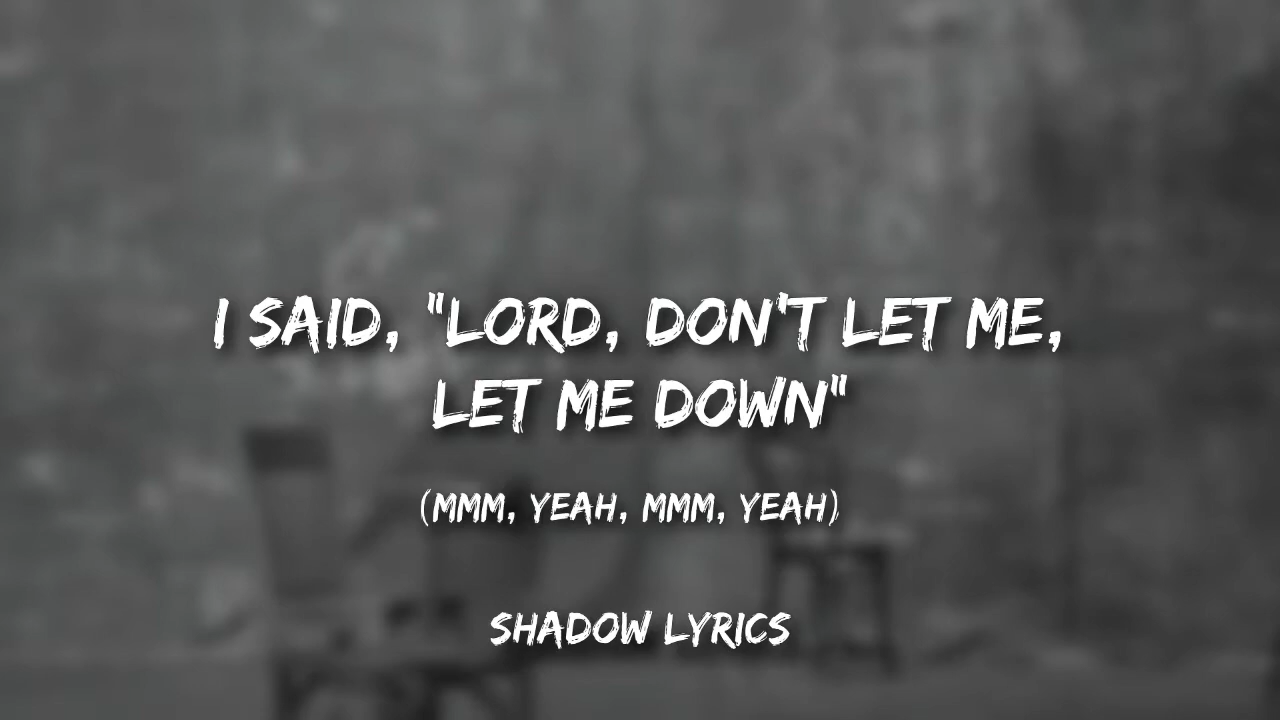 I SAID, "LORD, DON'T LET ME,
LET ME DOWN"
(MMM, YEAH, MMM, YEAH)
SHADOW LYRICS